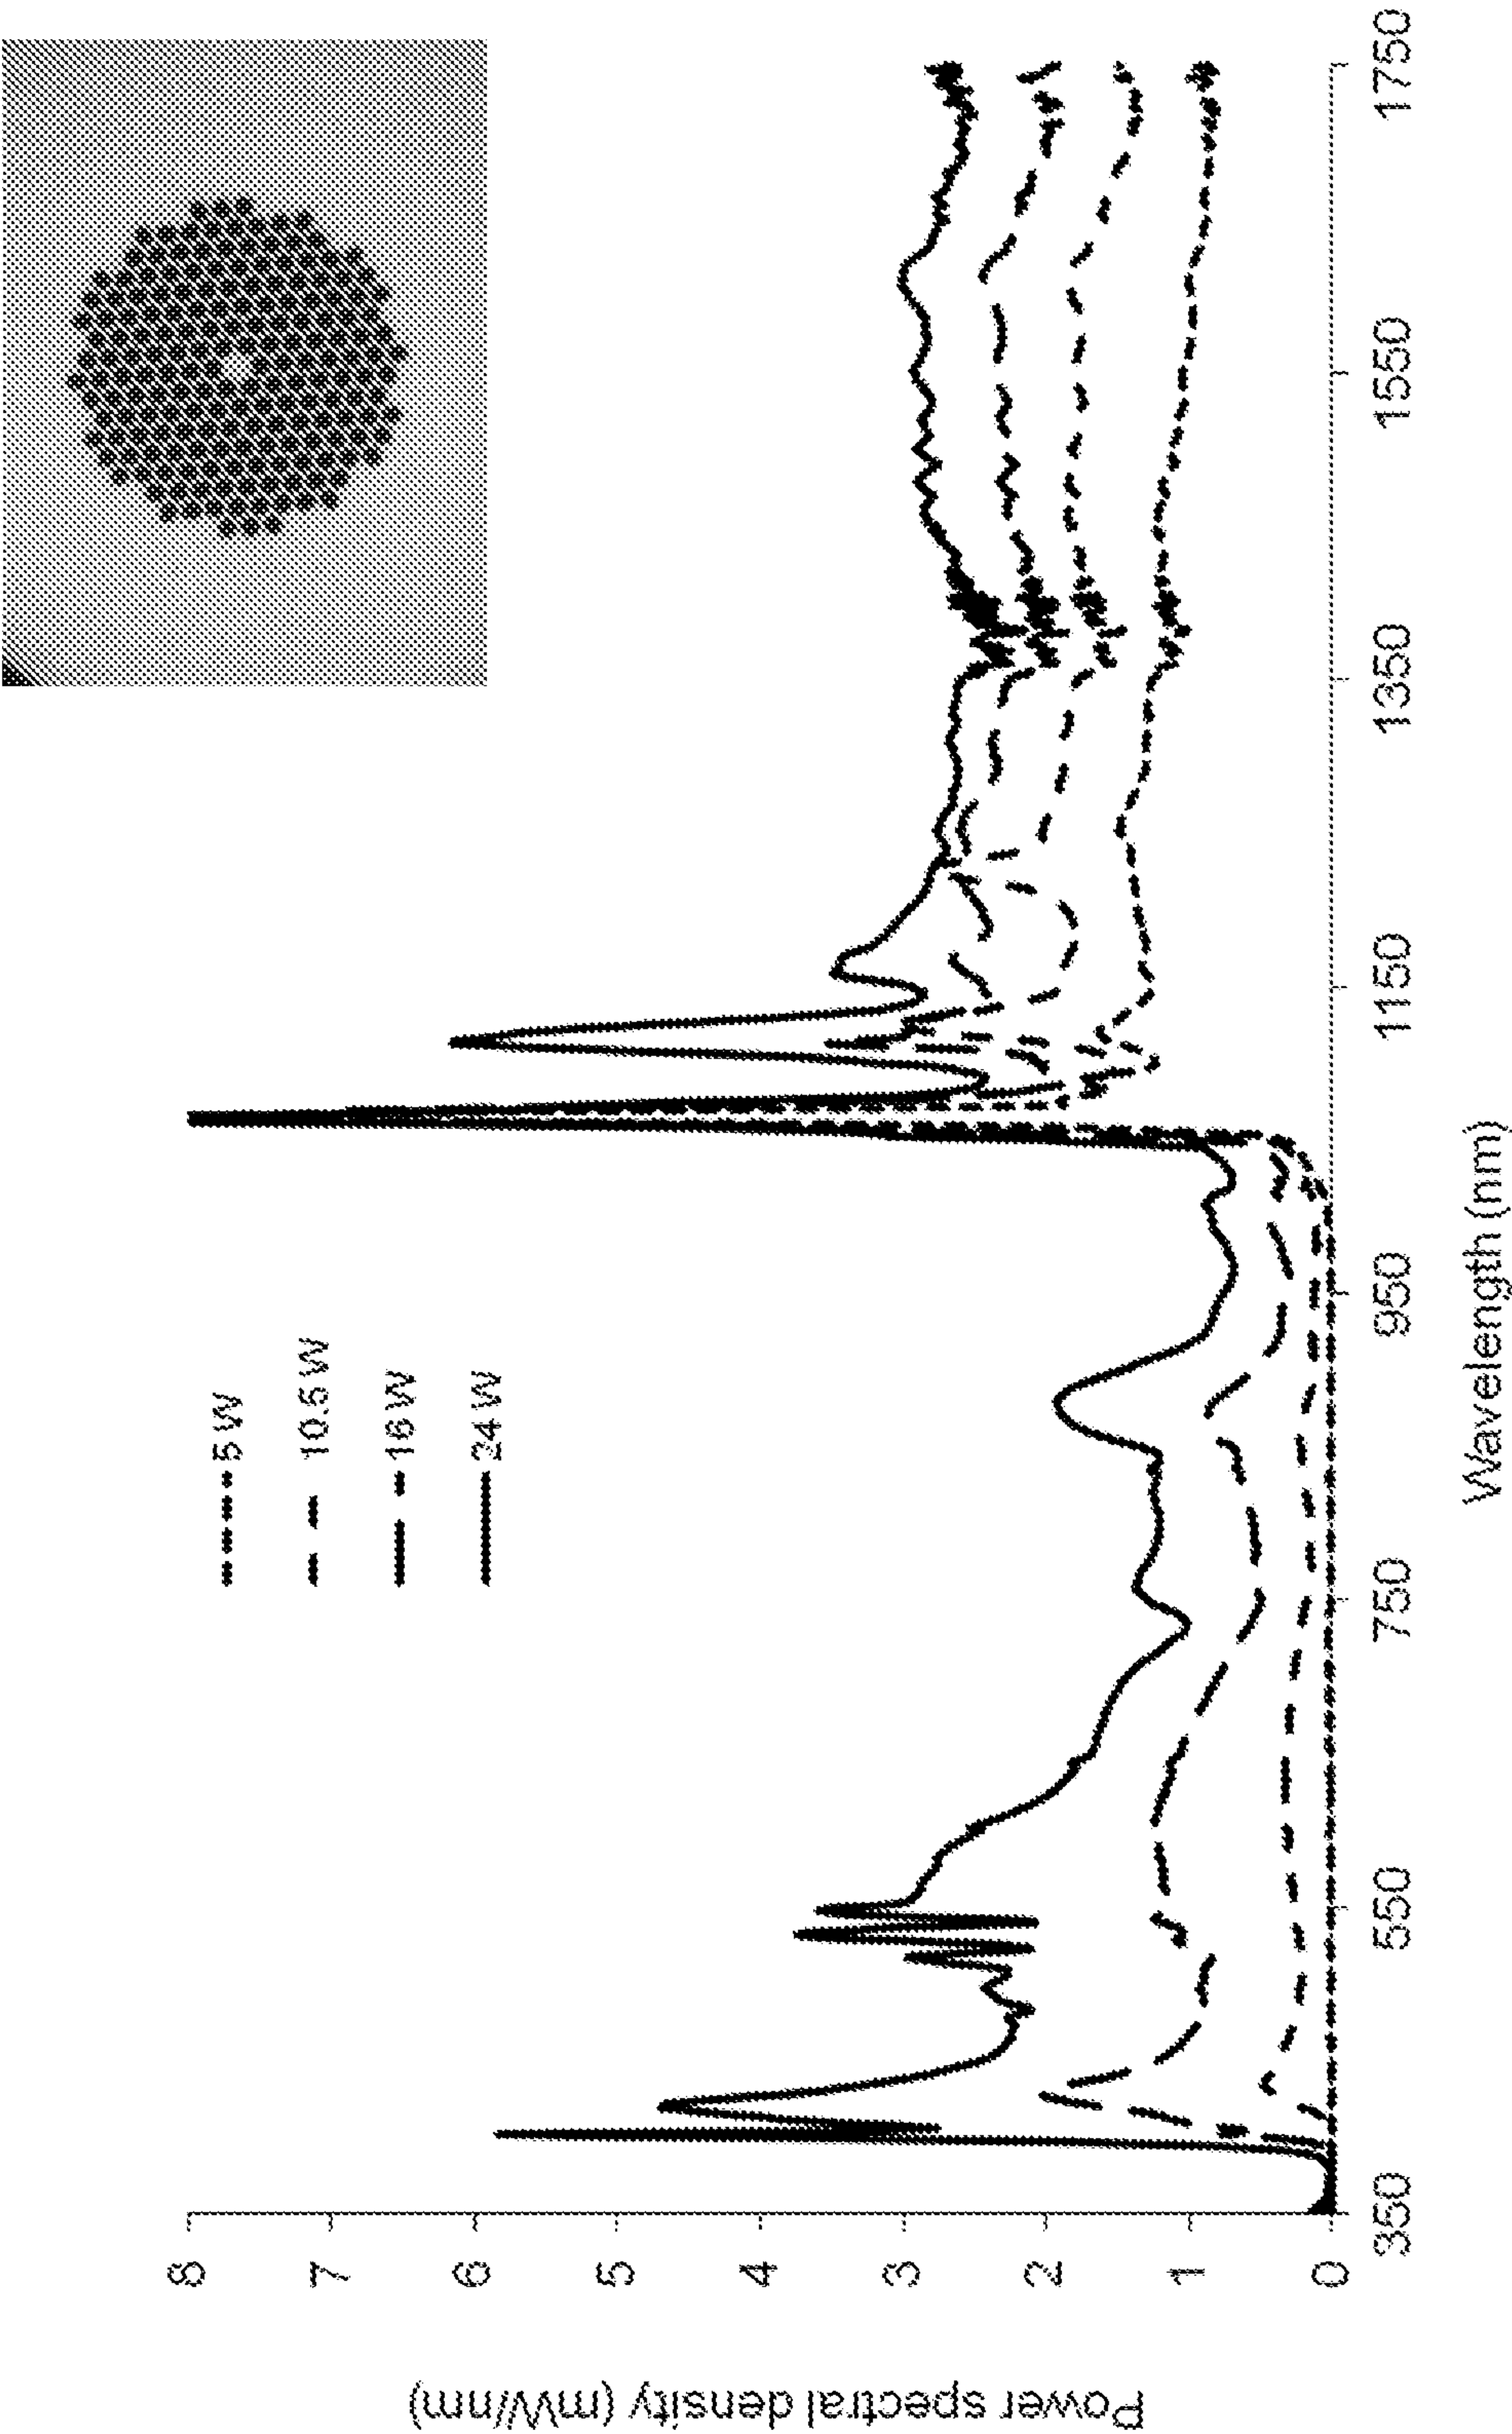 5 W
10.5 W
16 W
24 W
8
7
6
5
4
3
2
1
0
Power spectral density (mW/nm)
350
550
750
950
1150
1350
1550
1750
Wavelength (nm)